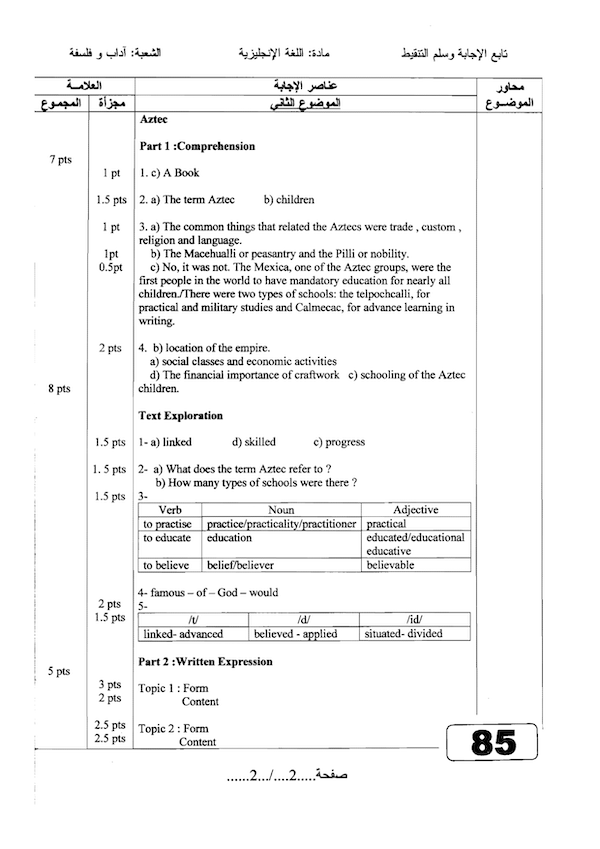 تابع الإجابة وسلم التنقيط مادة: اللغة الإنجليزية الشعبة: آداب و فلسفة
محاور الموضوع عناصر الإجابة العلامة
الموضوع الثاني مجزأة المجموع
Aztec
Part 1 :Comprehension
7 pts
1 pt 1. c) A Book
1.5 pts 2. a) The term Aztec b) children
1 pt 3. a) The common things that related the Aztecs were trade , custom ,
religion and language.
1pt b) The Macehualli or peasantry and the Pilli or nobility.
0.5pt c) No, it was not. The Mexica, one of the Aztec groups, were the
first people in the world to have mandatory education for nearly all
children./There were two types of schools: the telpochcalli, for
practical and military studies and Calmecac, for advance learning in
writing.
2 pts 4. b) location of the empire.
a) social classes and economic activities
d) The financial importance of craftwork c) schooling of the Aztec
8 pts children.
Text Exploration
1.5 pts 1- a) linked d) skilled c) progress
1. 5 pts 2- a) What does the term Aztec refer to ?
b) How many types of schools were there ?
1.5 pts 3-
Verb Noun Adjective
to practise practice/practicality/practitioner practical
to educate education educated/educational
educative
to believe belief/believer believable
4- famous – of – God – would
2 pts 5-
1.5 pts /t/ /d/ /id/
linked- advanced believed - applied situated- divided
Part 2 :Written Expression
5 pts
3 pts Topic 1 : Form
2 pts Content
2.5 pts Topic 2 : Form
2.5 pts Content
85
صفحة.....2..../...2......